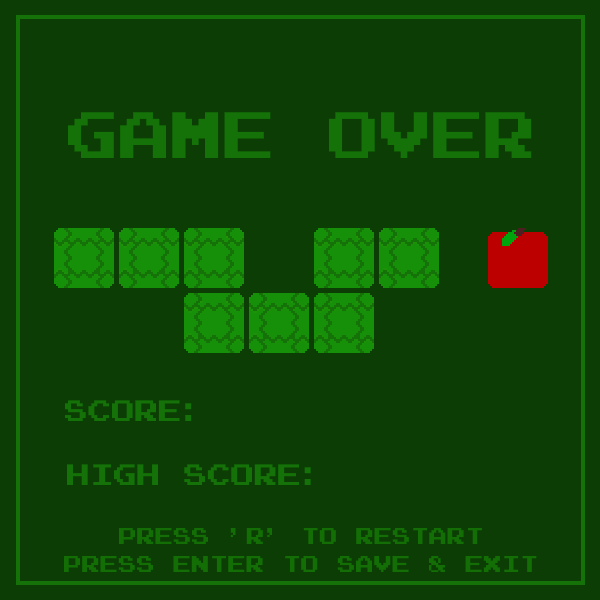 GAME OVER
SCORE:
HIGH SCORE:
PRESS 'R' TO RESTART
PRESS ENTER TO SAVE & EXIT